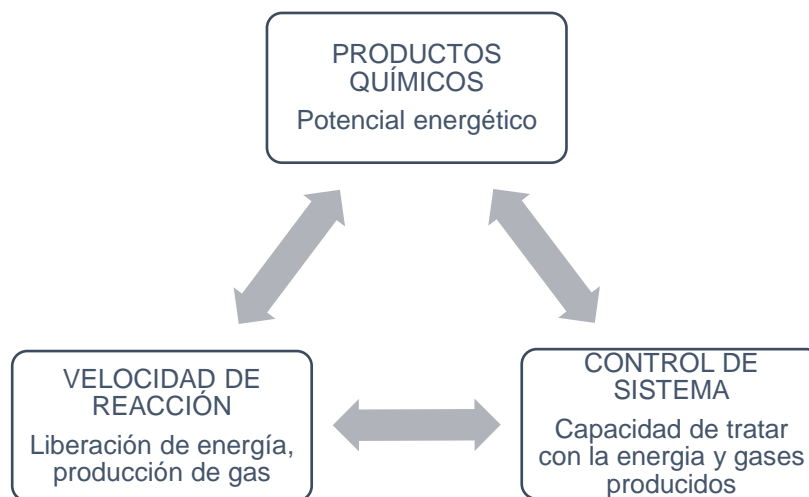 PRODUCTOS
QUÍMICOS
Potencial energético
VELOCIDAD DE
REACCIÓN
Liberación de energía,
producción de gas
CONTROL DE
SISTEMA
Capacidad de tratar
con la energia y gases
producidos